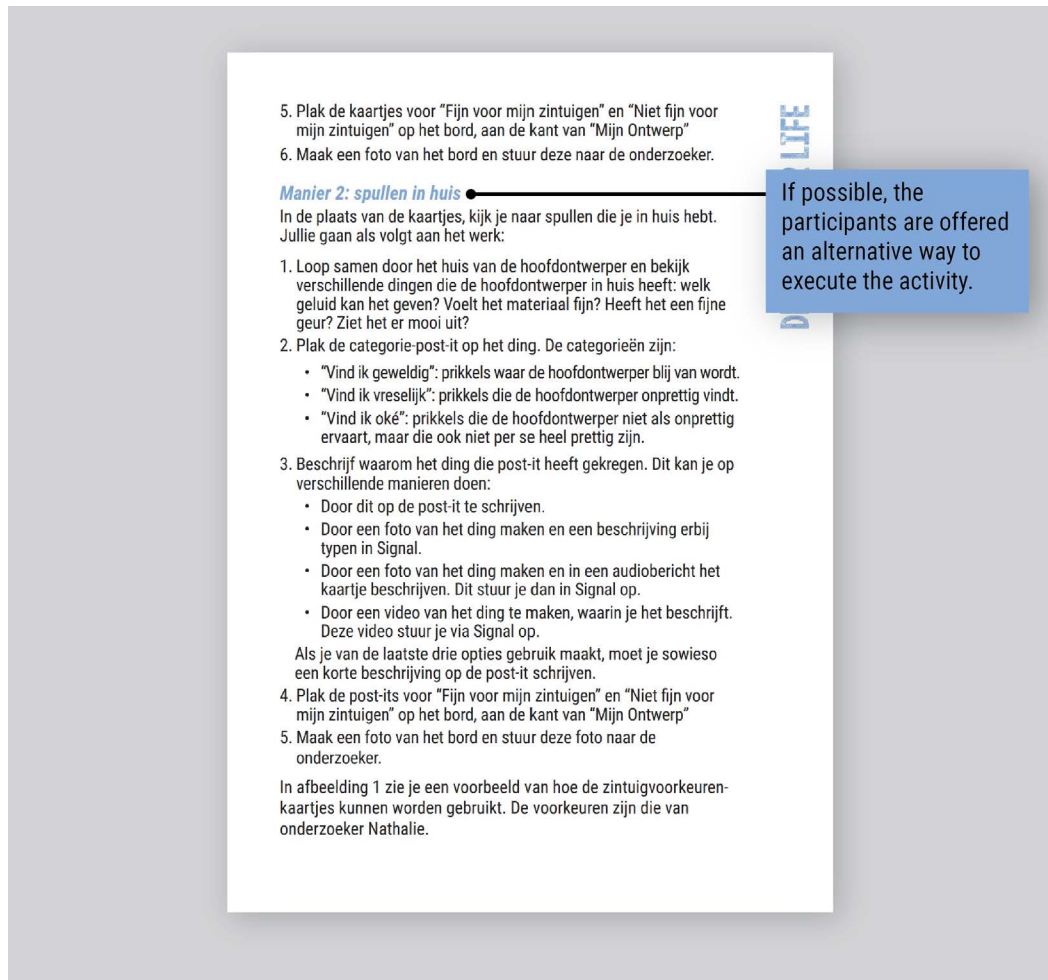 5. Plak de kaartjes voor “Fijn voor mijn zintuigen” en “Niet fijn voor
mijn zintuigen” op het bord, aan de kant van “Mijn Ontwerp”
6. Maak een foto van het bord en stuur deze naar de onderzoeker.
Manier 2: spullen in huis
In de plaats van de kaartjes, kijk je naar spullen die je in huis hebt.
Jullie gaan als volgt aan het werk:
1. Loop samen door het huis van de hoofdontwerper en bekijk
verschillende dingen die de hoofdontwerper in huis heeft: welk
geluid kan het geven? Voelt het materiaal fijn? Heeft het een fijne
geur? Ziet het er mooi uit?
2. Plak de categorie-post-it op het ding. De categorieën zijn:
• “Vind ik geweldig”: prikkels waar de hoofdontwerper blij van wordt.
• “Vind ik vreselijk”: prikkels die de hoofdontwerper onprettig vindt.
• “Vind ik oké”: prikkels die de hoofdontwerper niet als onprettig
ervaart, maar die ook niet per se heel prettig zijn.
3. Beschrijf waarom het ding die post-it heeft gekregen. Dit kan je op
verschillende manieren doen:
• Door dit op de post-it te schrijven.
• Door een foto van het ding maken en een beschrijving erbij
typen in Signal.
• Door een foto van het ding maken en in een audiobericht het
kaartje beschrijven. Dit stuur je dan in Signal op.
• Door een video van het ding te maken, waarin je het beschrijft.
Deze video stuur je via Signal op.
Als je van de laatste drie opties gebruik maakt, moet je sowieso
een korte beschrijving op de post-it schrijven.
4. Plak de post-its voor “Fijn voor mijn zintuigen” en “Niet fijn voor
mijn zintuigen” op het bord, aan de kant van “Mijn Ontwerp”
5. Maak een foto van het bord en stuur deze foto naar de
onderzoeker.
In afbeelding 1 zie je een voorbeeld van hoe de zintuigvoorkeuren-
kaartjes kunnen worden gebruikt. De voorkeuren zijn die van
onderzoeker Nathalie.
LIFE
If possible, the
participants are offered
an alternative way to
execute the activity.